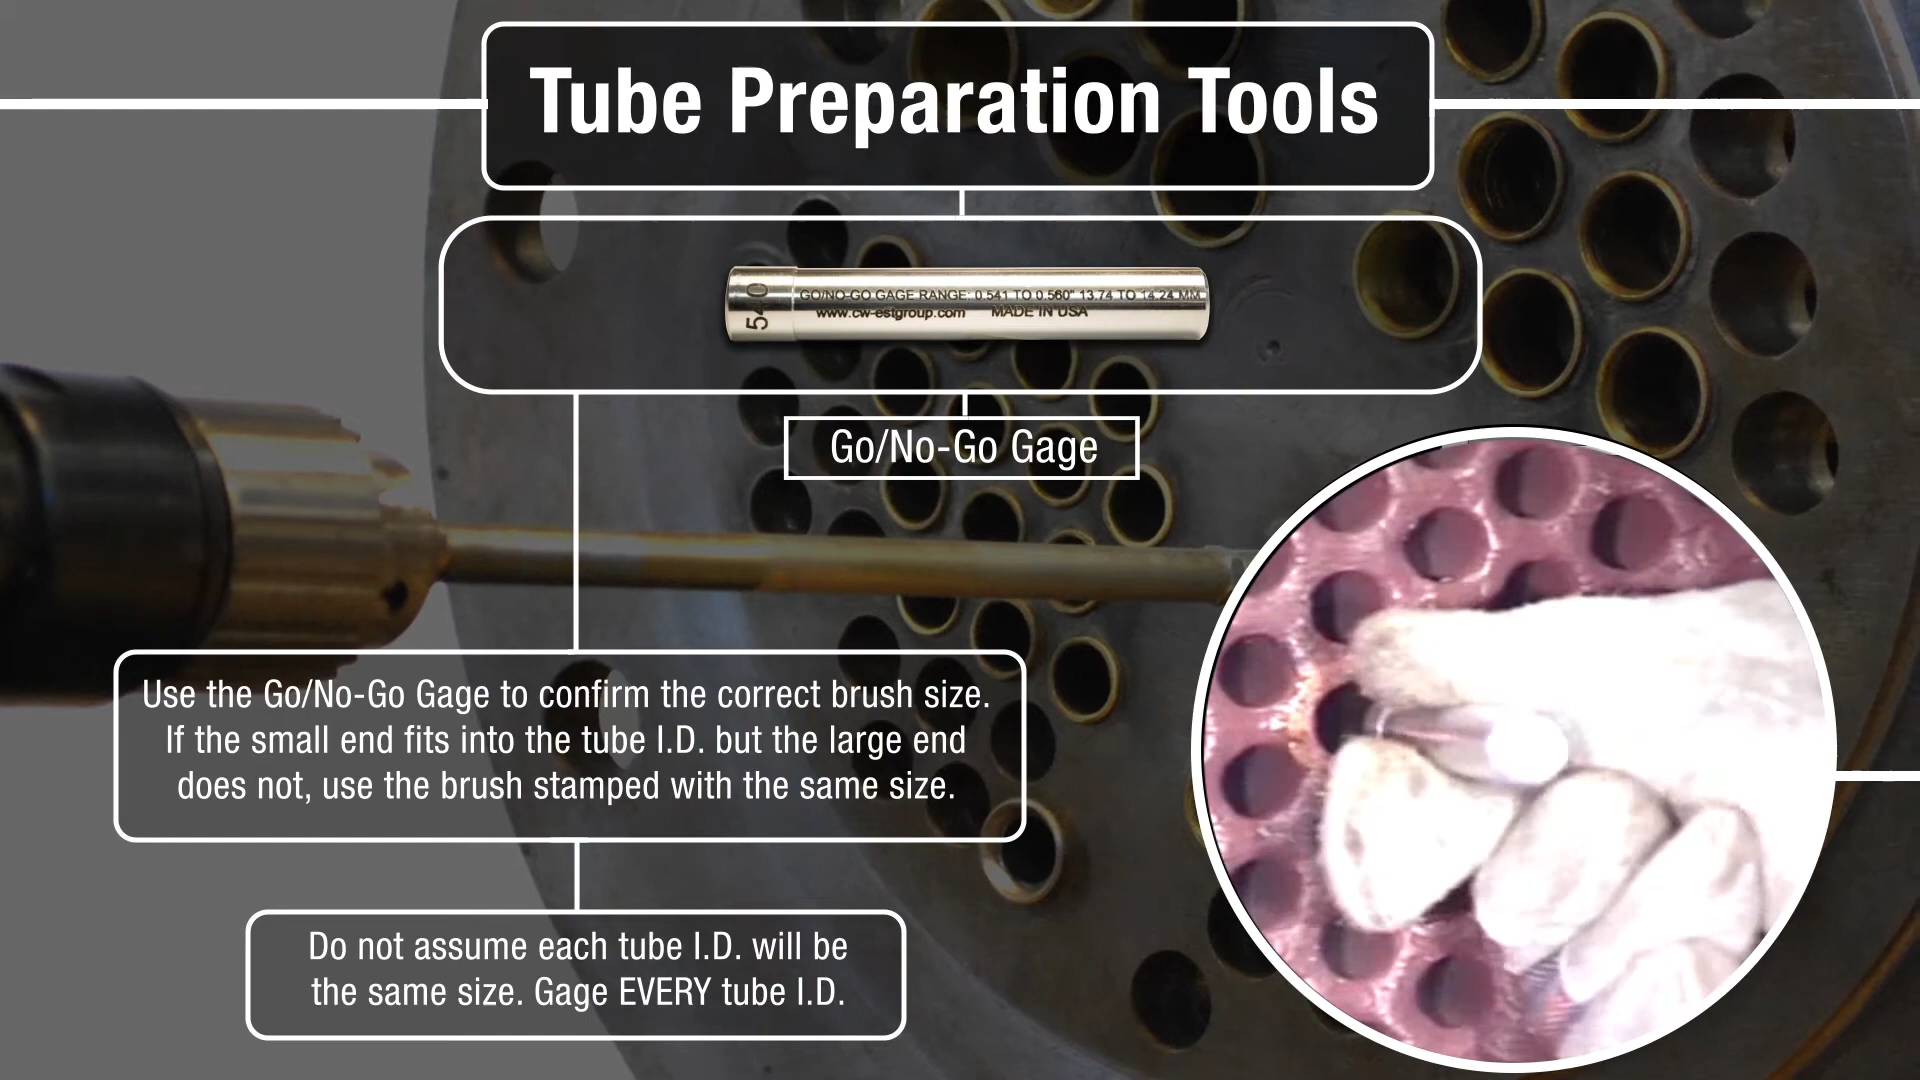 Tube Preparation Tools
540
GO/NO-GO GAGE RANGE: 0.541 TO 0.560" 13.74 TO 14.24 MM
www.cw-estgroup.com MADE IN USA
Go/No-Go Gage
Use the Go/No-Go Gage to confirm the correct brush size.
If the small end fits into the tube I.D. but the large end
does not, use the brush stamped with the same size.
Do not assume each tube I.D. will be
the same size. Gage EVERY tube I.D.